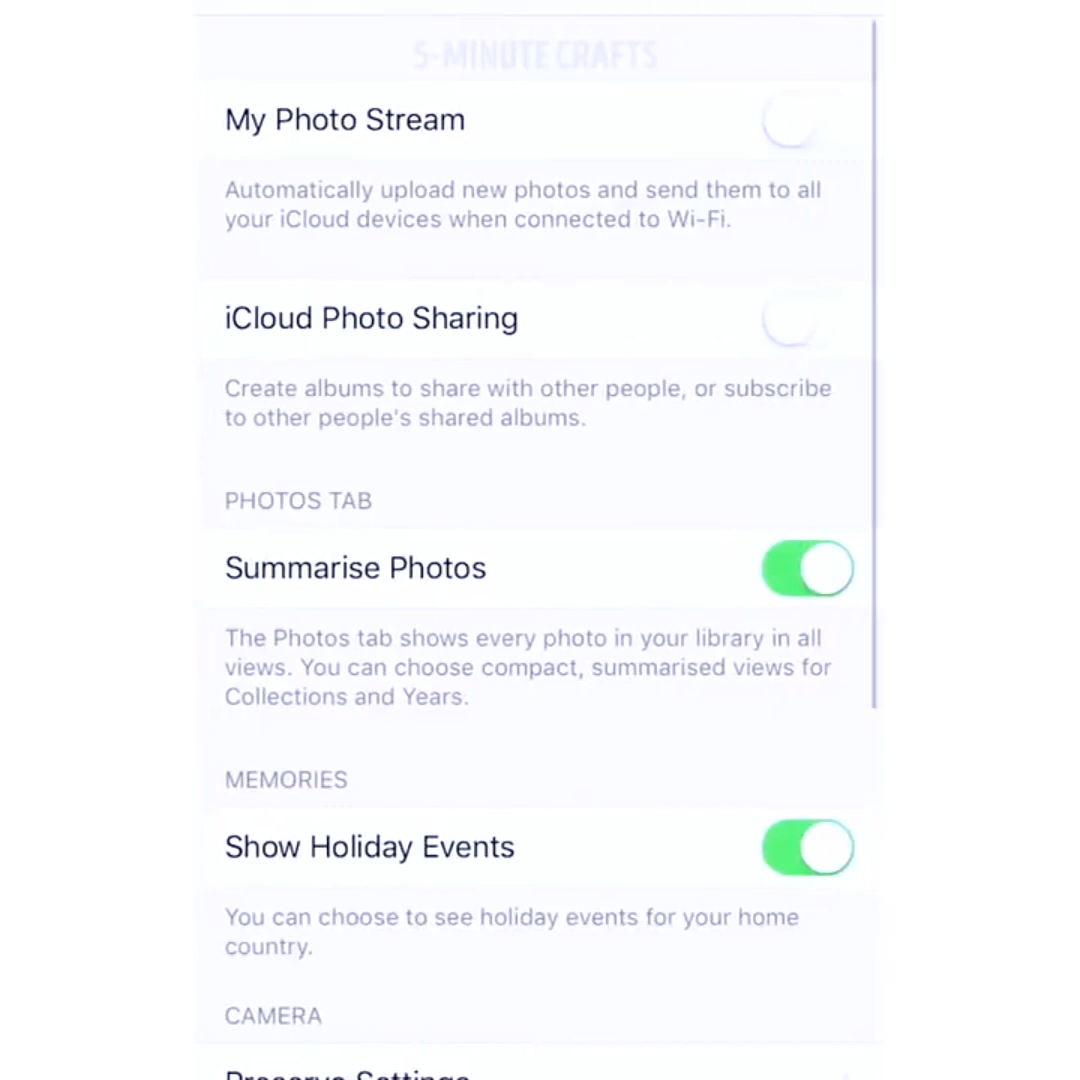 5-MINUTE CRAFTS
My Photo Stream
Automatically upload new photos and send them to all
your iCloud devices when connected to Wi-Fi.
iCloud Photo Sharing
Create albums to share with other people, or subscribe
to other people's shared albums.
PHOTOS TAB
Summarise Photos
The Photos tab shows every photo in your library in all
views. You can choose compact, summarised views for
Collections and Years.
MEMORIES
Show Holiday Events
You can choose to see holiday events for your home
country.
CAMERA
Preserve Settings